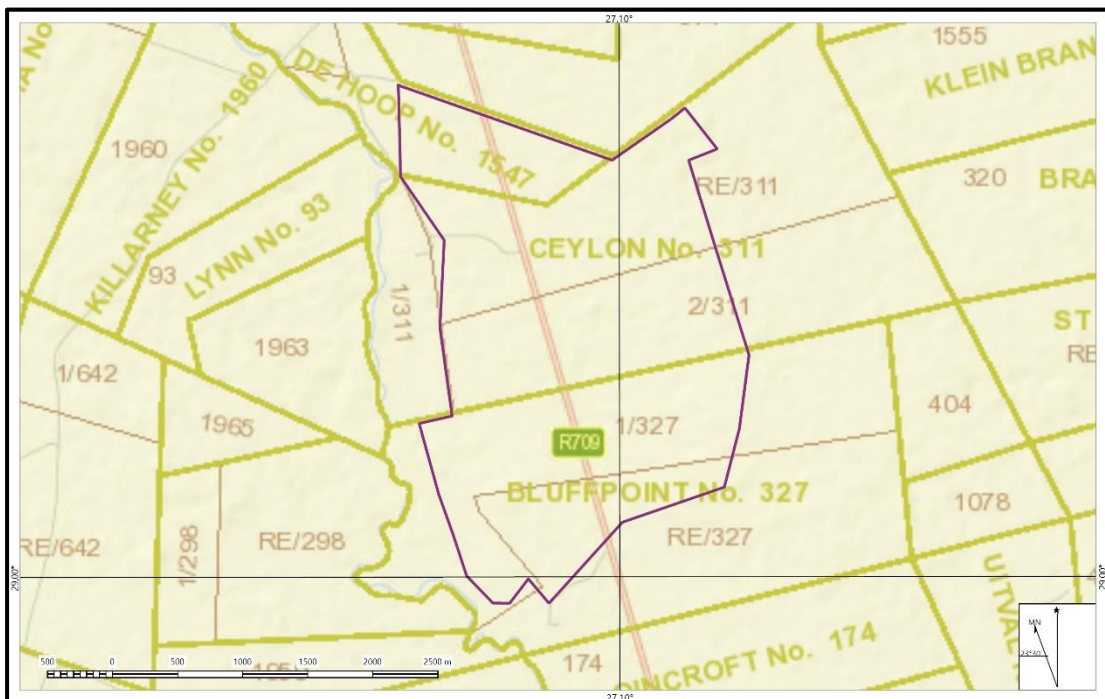 27.10°
1555
KLEIN BRAN
DE HOOP No. 1547
KILLARNEY No. 1960
1960
RE/311
320
BRA
LYNN No. 93
93
CEYLON No. 311
1/311
2/311
1963
ST
RE
1/642
1965
404
R709
1/327
BLUFFPOINT No. 327
1078
RE/642
1/298
RE/298
RE/327
29.00°
29.00°
UITVAL
MN
23°30'
500 0 500 1000 1500 2000 2500 m
174
No. 174
27.10°